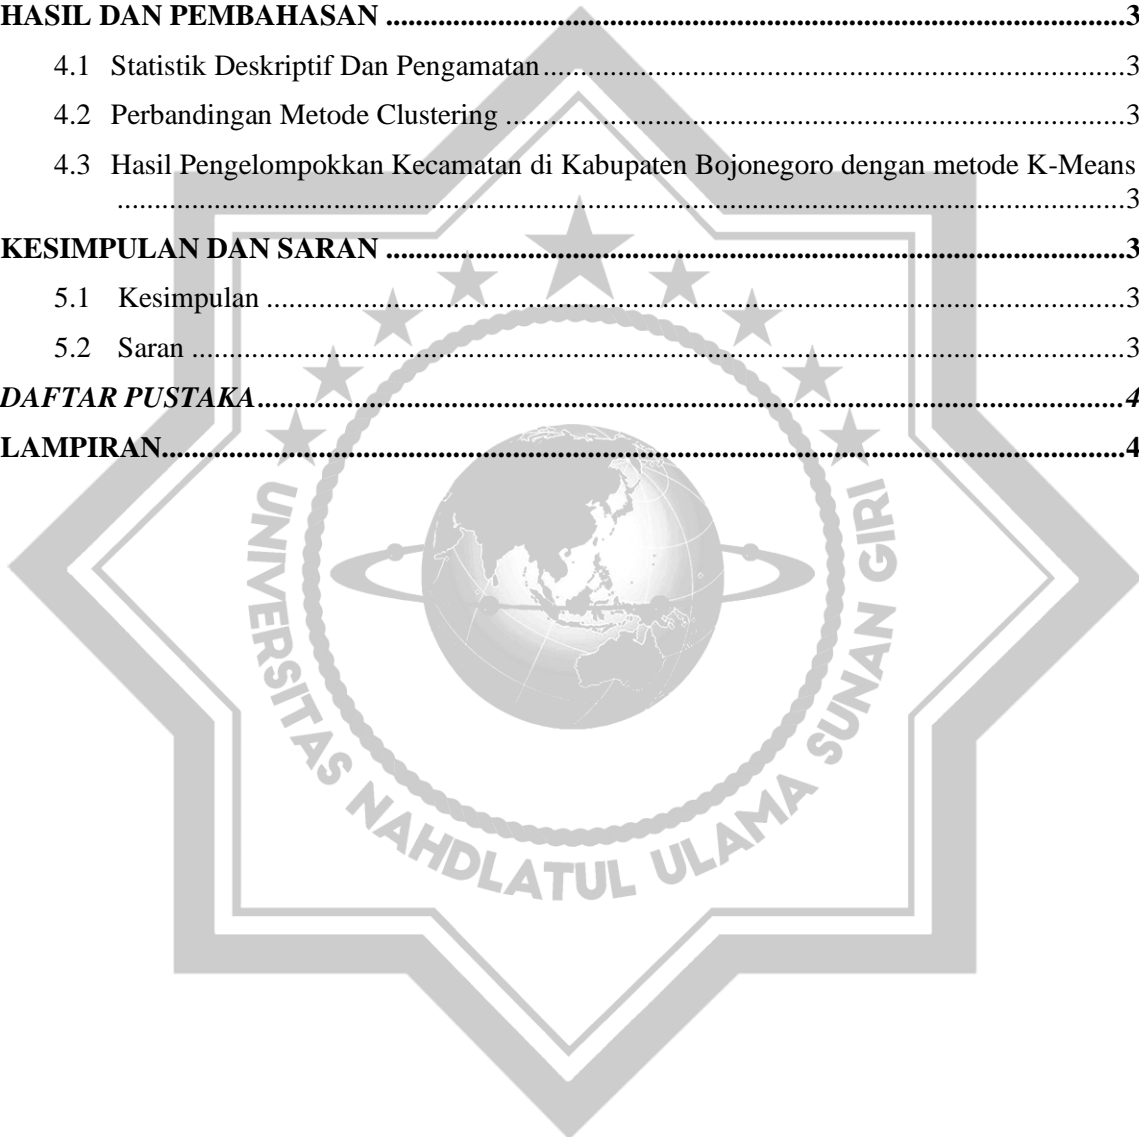 HASIL DAN PEMBAHASAN ..........3
4.1 Statistik Deskriptif Dan Pengamatan ..........3
4.2 Perbandingan Metode Clustering ..........3
4.3 Hasil Pengelompokkan Kecamatan di Kabupaten Bojonegoro dengan metode K-Means
..........3
KESIMPULAN DAN SARAN ..........3
5.1 Kesimpulan ..........3
5.2 Saran ..........3
DAFTAR PUSTAKA ..........4
LAMPIRAN ..........4
UNIVERSITAS NAHDLATUL ULAMA SUNAN GIRI